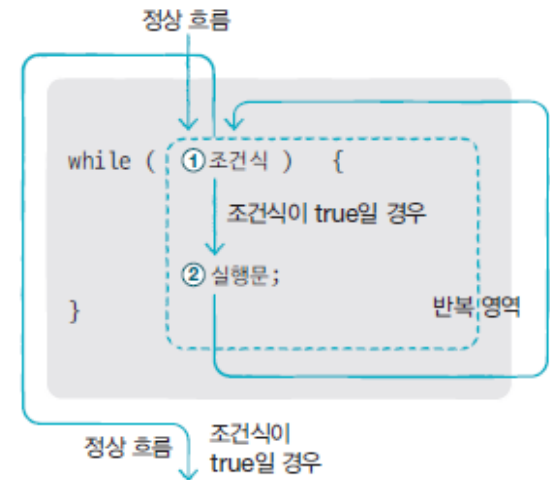 정상 흐름
while ( ① 조건식 ) {
조건식이 true일 경우
② 실행문;
} 반복 영역
정상 흐름 조건식이
true일 경우